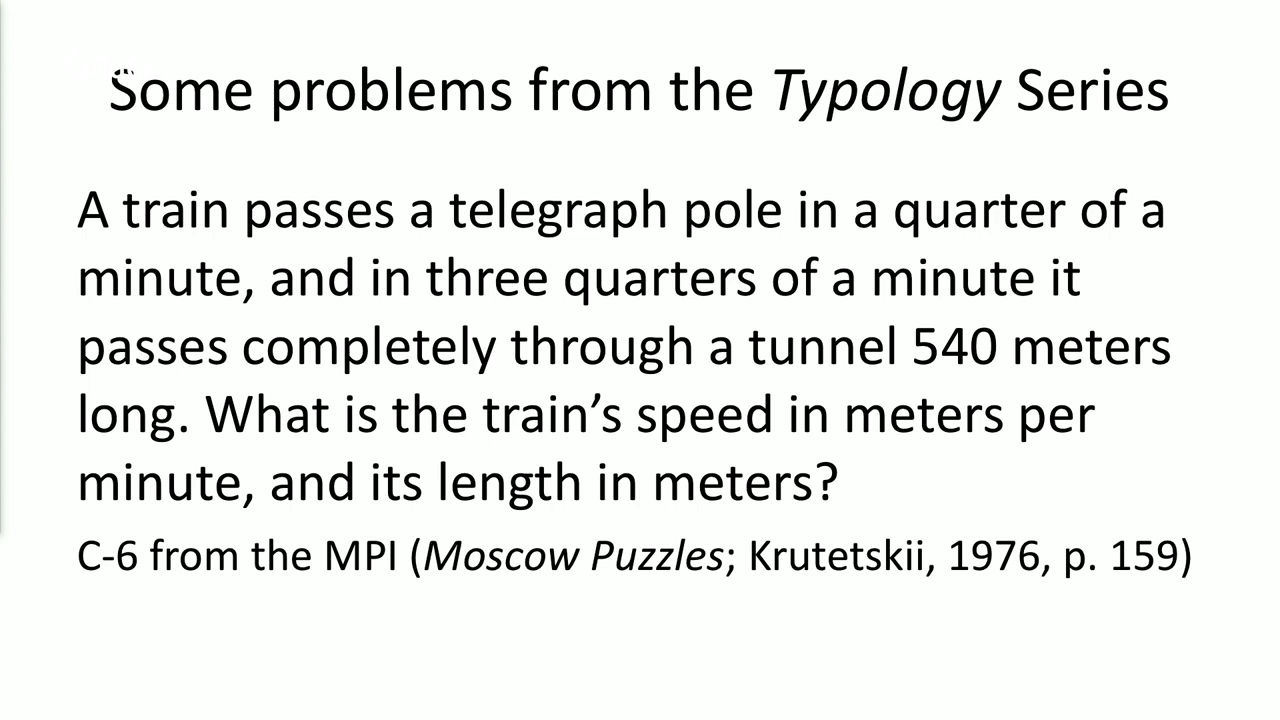 Some problems from the Typology Series
A train passes a telegraph pole in a quarter of a
minute, and in three quarters of a minute it
passes completely through a tunnel 540 meters
long. What is the train’s speed in meters per
minute, and its length in meters?
C-6 from the MPI (Moscow Puzzles; Krutetskii, 1976, p. 159)